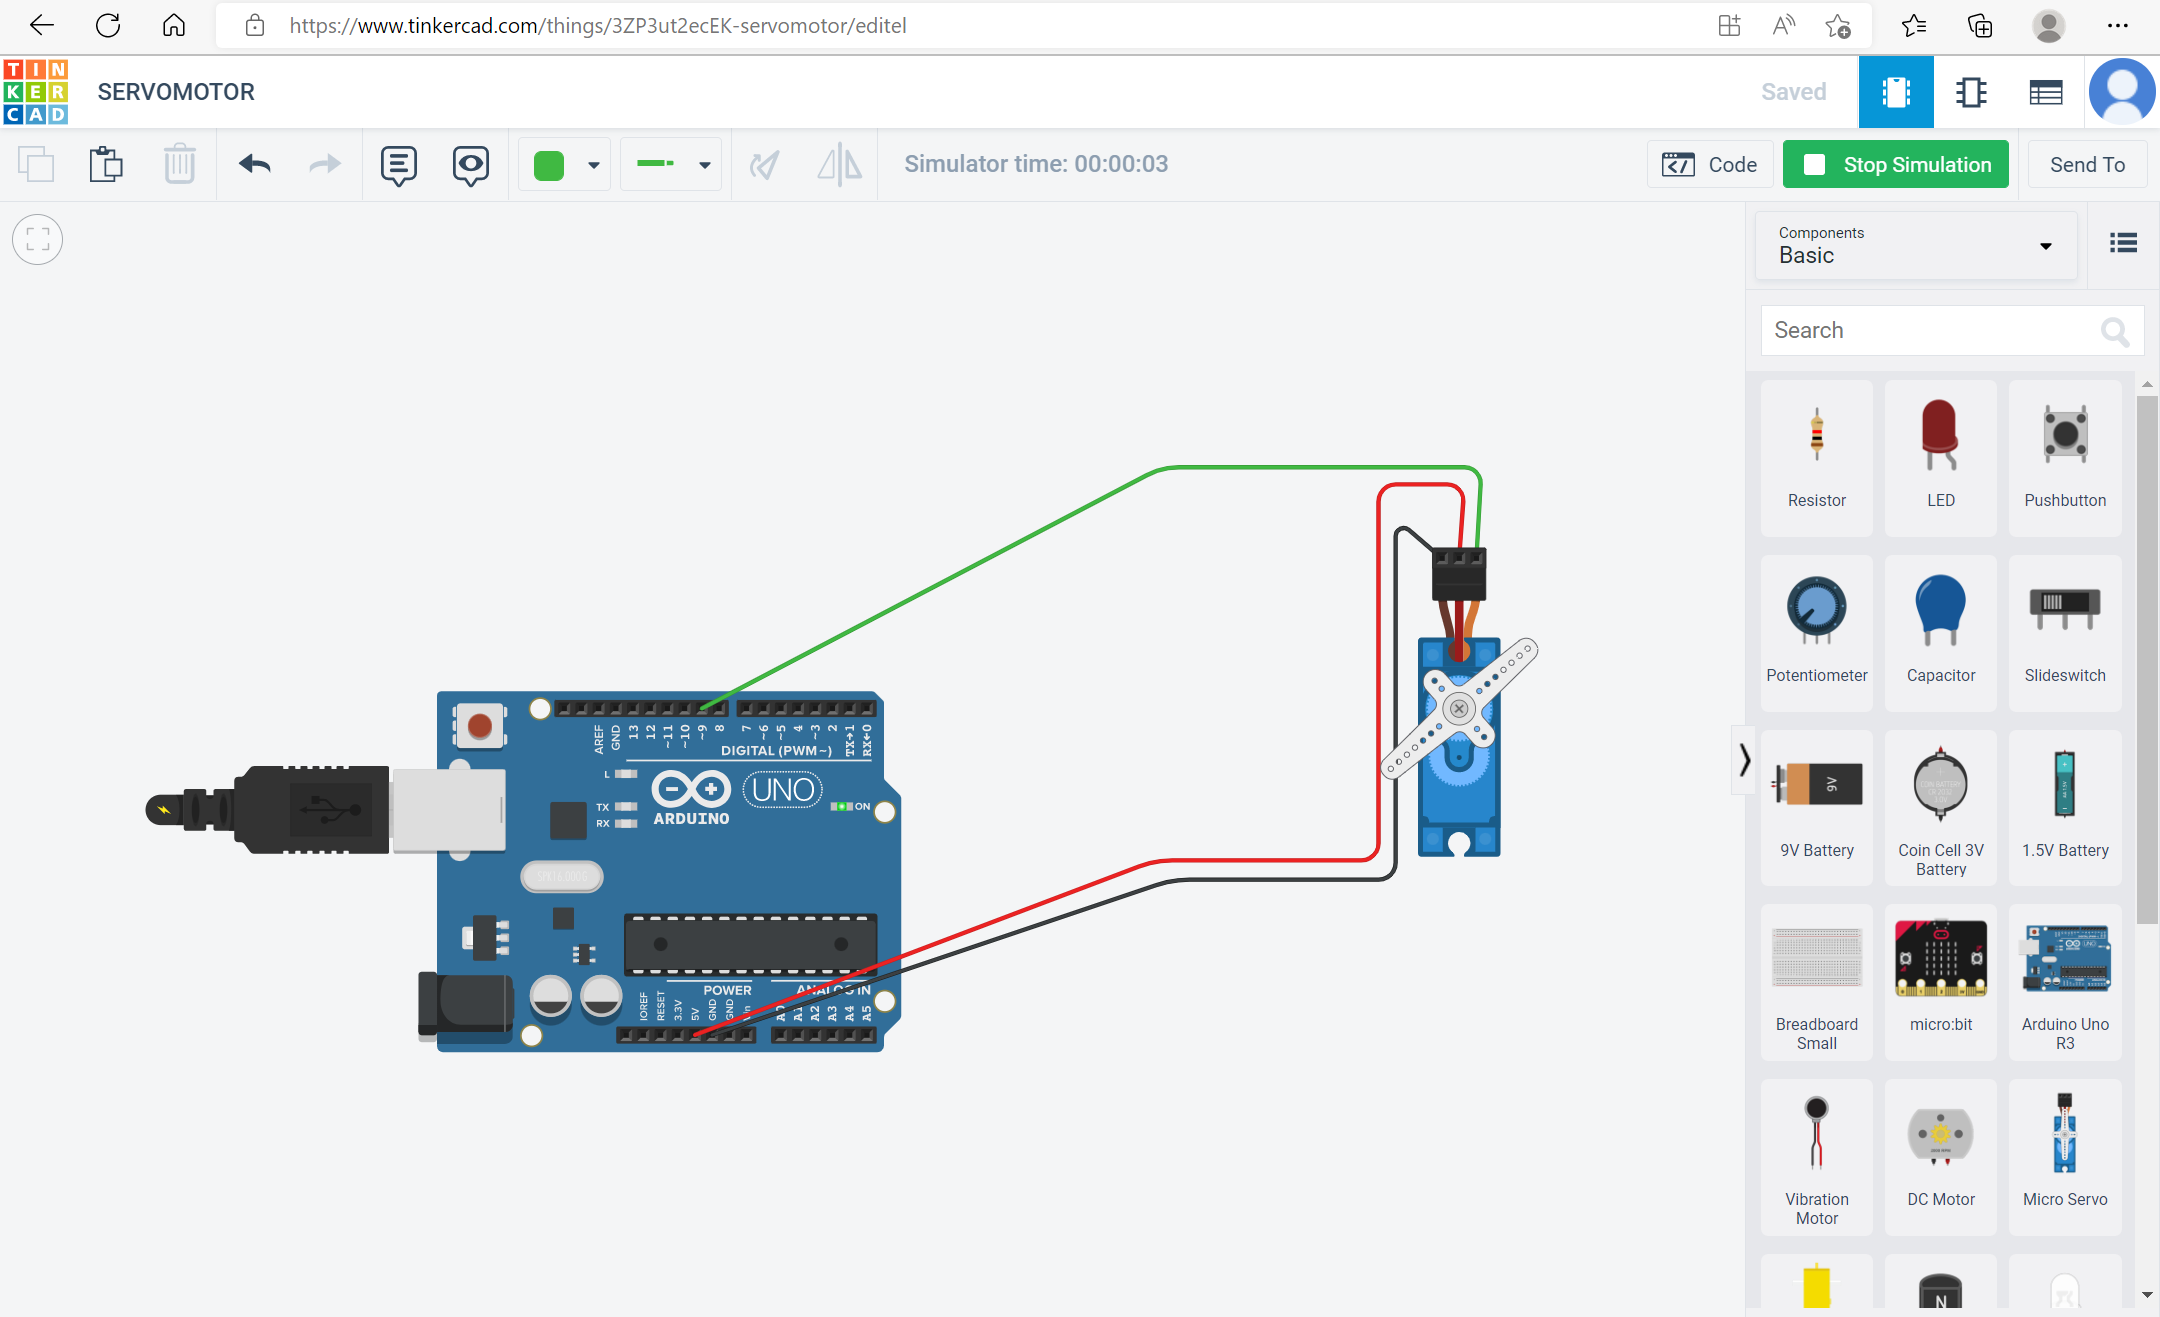 https://www.tinkercad.com/things/3ZP3ut2ecEK-servomotor/editel
TIN
KER
CAD
SERVOMOTOR
Saved
Simulator time: 00:00:03
Code
Stop Simulation
Send To
Components
Basic
Search
Resistor
LED
Pushbutton
Potentiometer
Capacitor
Slideswitch
9V
9V Battery
Coin Cell 3V
Battery
1.5V Battery
Breadboard
Small
micro:bit
Arduino Uno
R3
Vibration
Motor
DC Motor
Micro Servo
N
AREF
GND
13
12
~11
~10
~9
8
7
~6
~5
4
~3
2
TX→1
RX←0
DIGITAL (PWM~)
L
TX
RX
UNO
ARDUINO
ON
POWER
ANALOG IN
IOREF
RESET
3.3V
5V
GND
GND
A2
A3
A4
A5